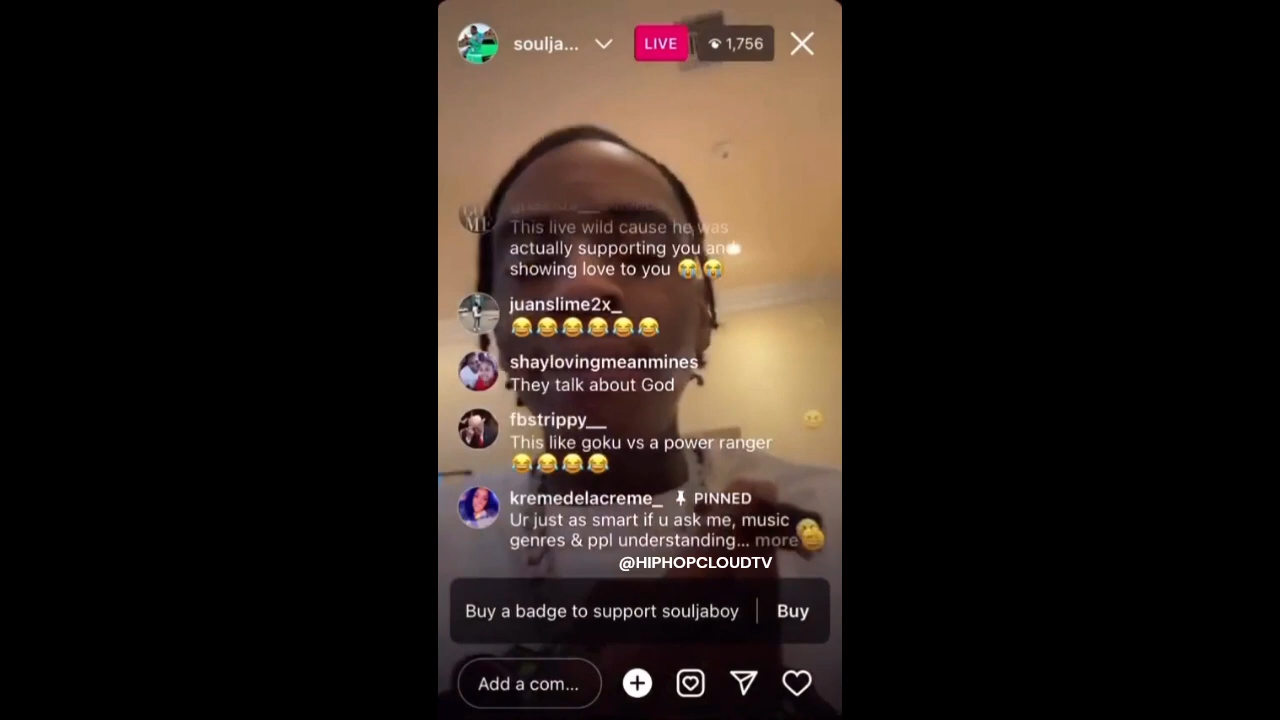 soulja...
LIVE
1,756
This live wild cause he was
actually supporting you and
showing love to you 😭😭
juanslime2x_
😂😂😂😂😂😂
shaylovingmeanmines
They talk about God
fbstrippy__
This like goku vs a power ranger
😂😂😂😂
kremedelacreme_ PINNED
Ur just as smart if u ask me, music
genres & ppl understanding... more
@HIPHOPCLOUDTV
Buy a badge to support souljaboy | Buy
Add a com...